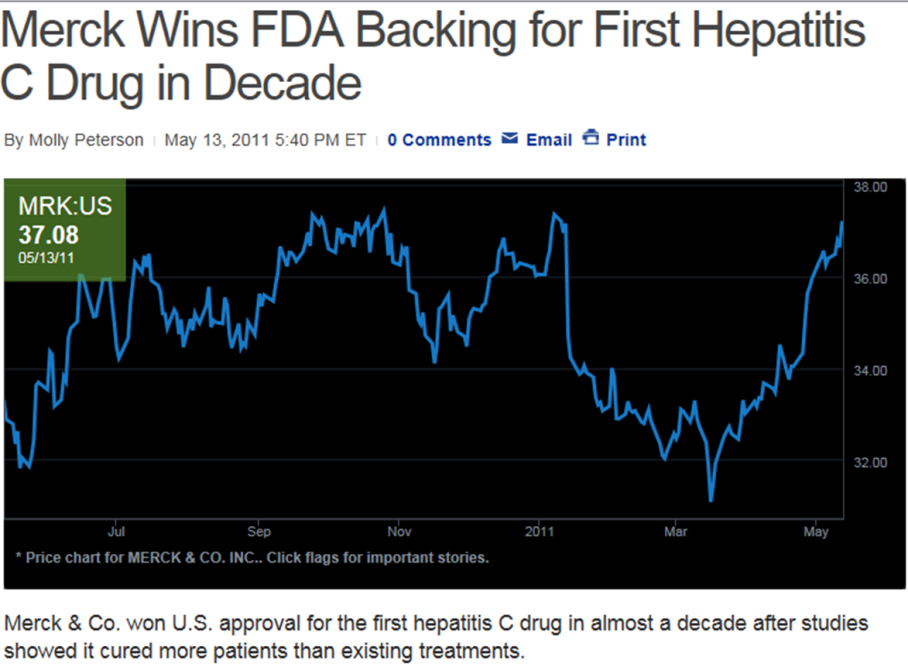 Merck Wins FDA Backing for First Hepatitis
C Drug in Decade
By Molly Peterson | May 13, 2011 5:40 PM ET | 0 Comments Email Print
MRK:US
37.08
05/13/11
38.00
36.00
34.00
32.00
Jul Sep Nov 2011 Mar May
* Price chart for MERCK & CO. INC.. Click flags for important stories.
Merck & Co. won U.S. approval for the first hepatitis C drug in almost a decade after studies
showed it cured more patients than existing treatments.